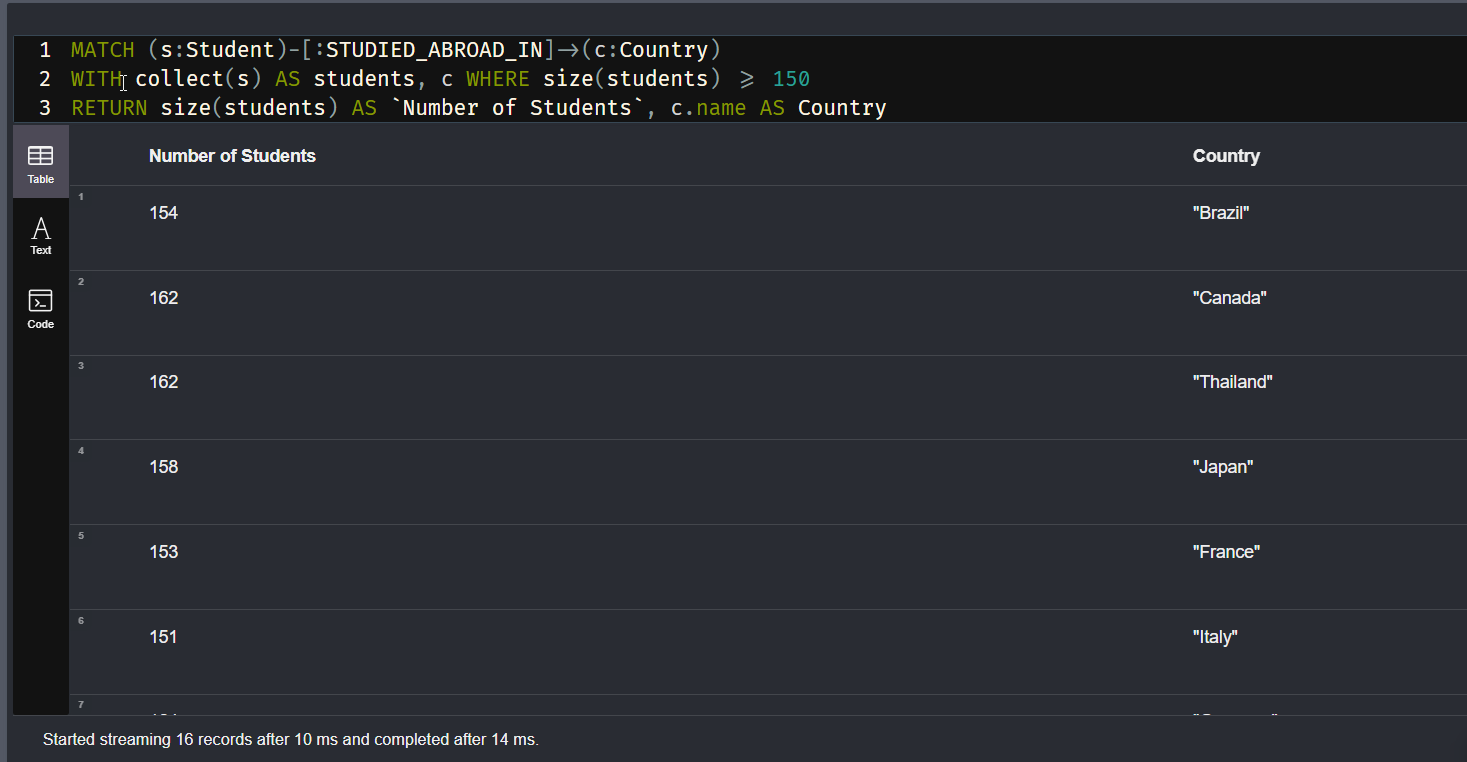 1 MATCH (s:Student)-[:STUDIED_ABROAD_IN]→(c:Country)
2 WITH collect(s) AS students, c WHERE size(students) ⩾ 150
3 RETURN size(students) AS `Number of Students`, c.name AS Country
Table
Text
Code
Number of Students Country
1 154 "Brazil"
2 162 "Canada"
3 162 "Thailand"
4 158 "Japan"
5 153 "France"
6 151 "Italy"
7
Started streaming 16 records after 10 ms and completed after 14 ms.